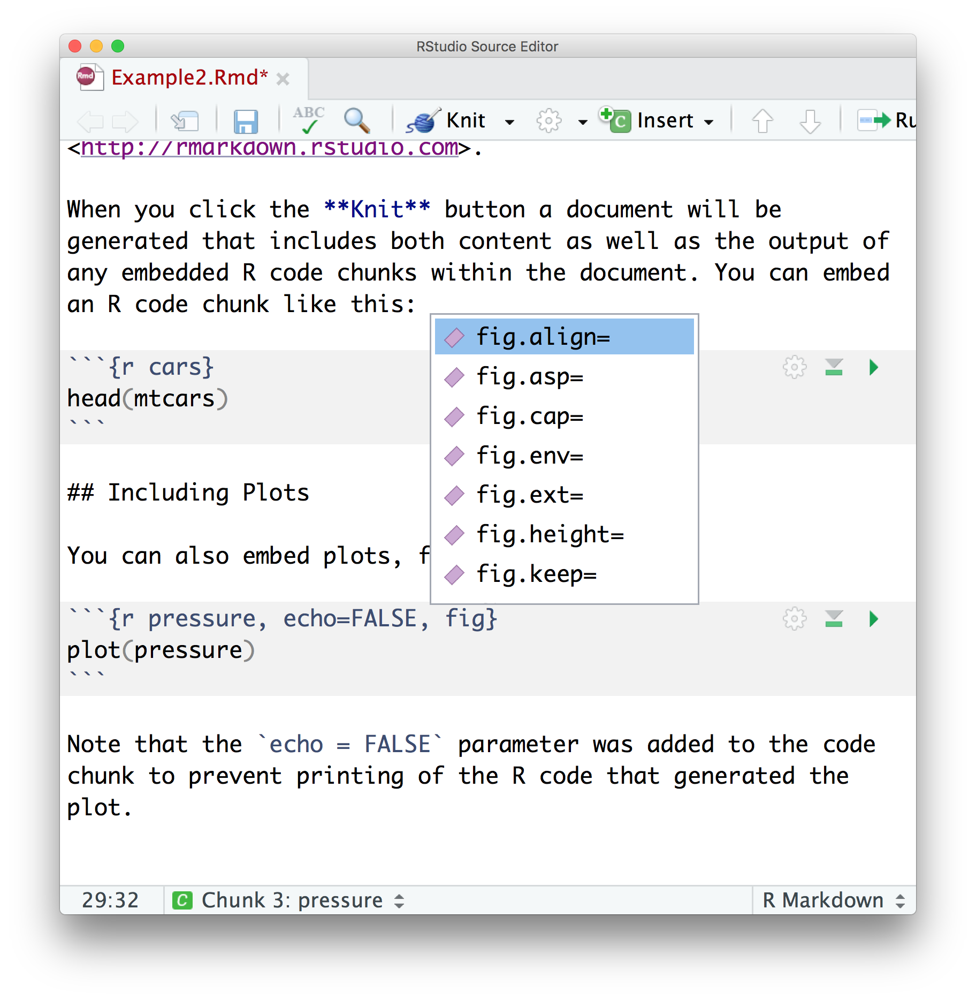 RStudio Source Editor
Rmd Example2.Rmd*
ABC Knit C Insert Ru
<http://rmarkdown.rstudio.com>.
When you click the **Knit** button a document will be
generated that includes both content as well as the output of
any embedded R code chunks within the document. You can embed
an R code chunk like this:
```{r cars}
head(mtcars)
```
## Including Plots
You can also embed plots, f
fig.align=
fig.asp=
fig.cap=
fig.env=
fig.ext=
fig.height=
fig.keep=
```{r pressure, echo=FALSE, fig}
plot(pressure)
```
Note that the `echo = FALSE` parameter was added to the code
chunk to prevent printing of the R code that generated the
plot.
29:32 C Chunk 3: pressure R Markdown